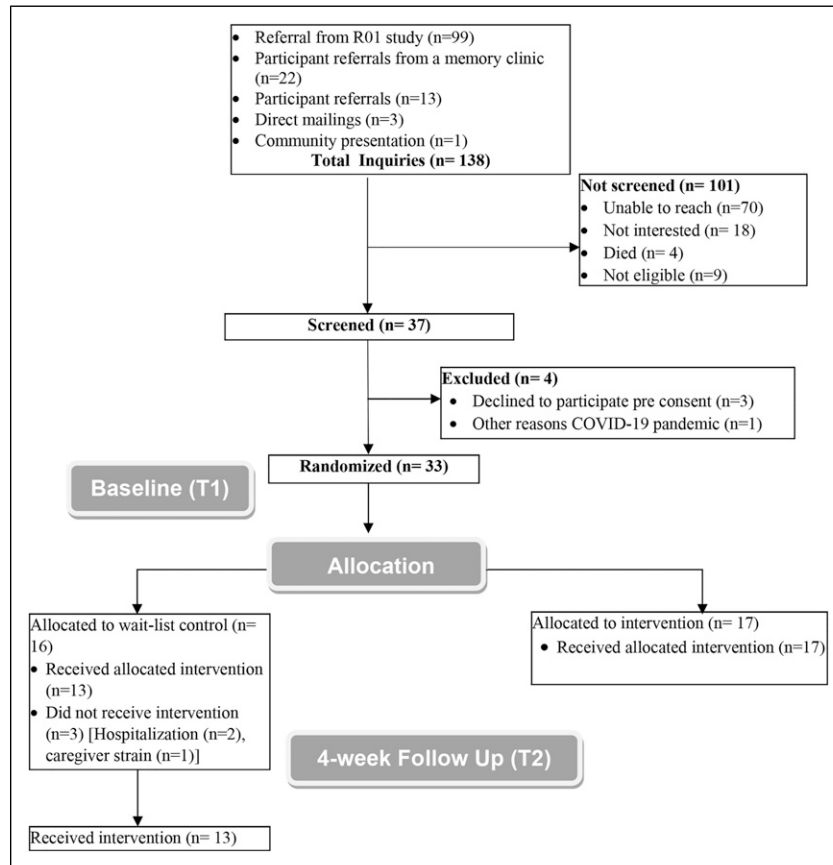 • Referral from R01 study (n=99)
• Participant referrals from a memory clinic
(n=22)
• Participant referrals (n=13)
• Direct mailings (n=3)
• Community presentation (n=1)
Total Inquiries (n= 138)
Not screened (n= 101)
• Unable to reach (n=70)
• Not interested (n= 18)
• Died (n= 4)
• Not eligible (n=9)
Screened (n= 37)
Excluded (n= 4)
• Declined to participate pre consent (n=3)
• Other reasons COVID-19 pandemic (n=1)
Randomized (n= 33)
Baseline (T1)
Allocation
Allocated to wait-list control (n=
16)
• Received allocated intervention
(n=13)
• Did not receive intervention
(n=3) [Hospitalization (n=2),
caregiver strain (n=1)]
Allocated to intervention (n= 17)
• Received allocated intervention (n=17)
4-week Follow Up (T2)
Received intervention (n= 13)